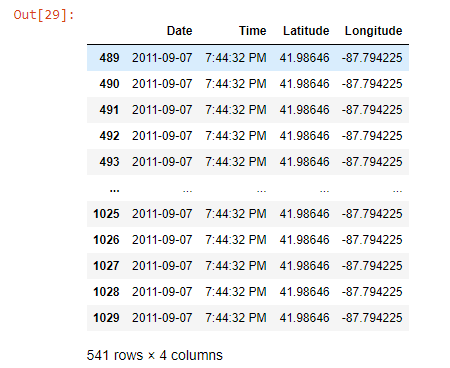 Out[29]:
Date Time Latitude Longitude
489 2011-09-07 7:44:32 PM 41.98646 -87.794225
490 2011-09-07 7:44:32 PM 41.98646 -87.794225
491 2011-09-07 7:44:32 PM 41.98646 -87.794225
492 2011-09-07 7:44:32 PM 41.98646 -87.794225
493 2011-09-07 7:44:32 PM 41.98646 -87.794225
... ... ... ... ...
1025 2011-09-07 7:44:32 PM 41.98646 -87.794225
1026 2011-09-07 7:44:32 PM 41.98646 -87.794225
1027 2011-09-07 7:44:32 PM 41.98646 -87.794225
1028 2011-09-07 7:44:32 PM 41.98646 -87.794225
1029 2011-09-07 7:44:32 PM 41.98646 -87.794225
541 rows × 4 columns